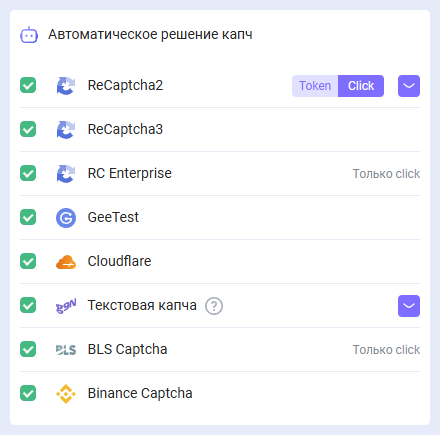 Автоматическое решение капч
ReCaptcha2 Token Click
ReCaptcha3
RC Enterprise Только click
GeeTest
Cloudflare
Текстовая капча ?
BLS BLS Captcha Только click
Binance Captcha